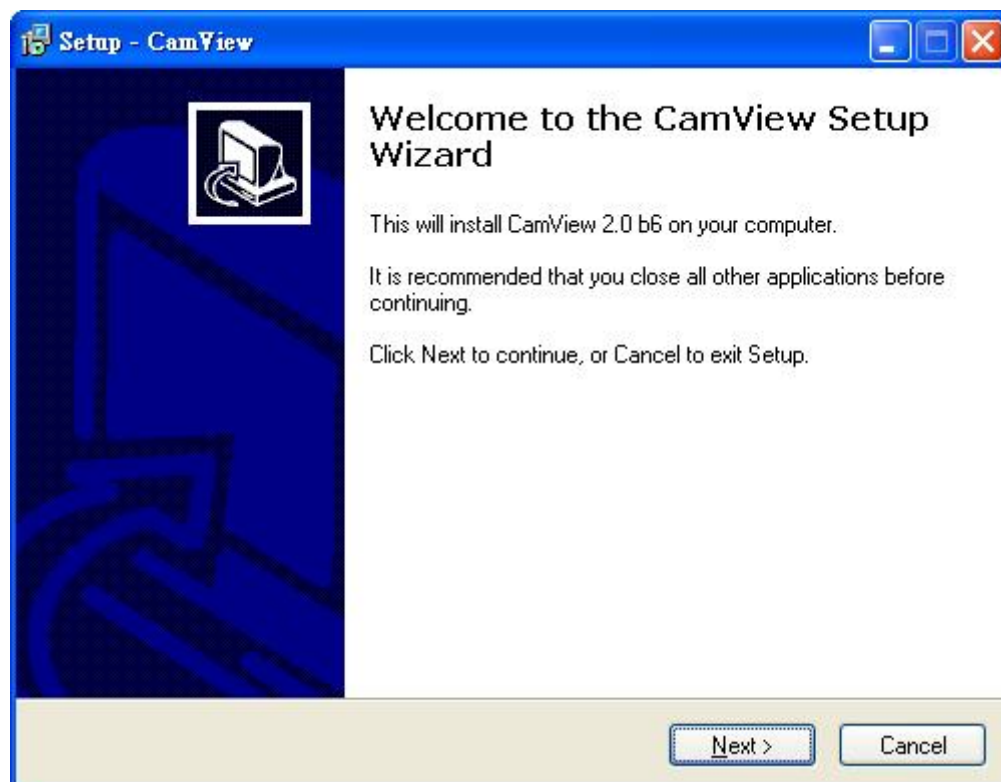 Setup - CamView
Welcome to the CamView Setup
Wizard
This will install CamView 2.0 b6 on your computer.
It is recommended that you close all other applications before
continuing.
Click Next to continue, or Cancel to exit Setup.
Next >
Cancel